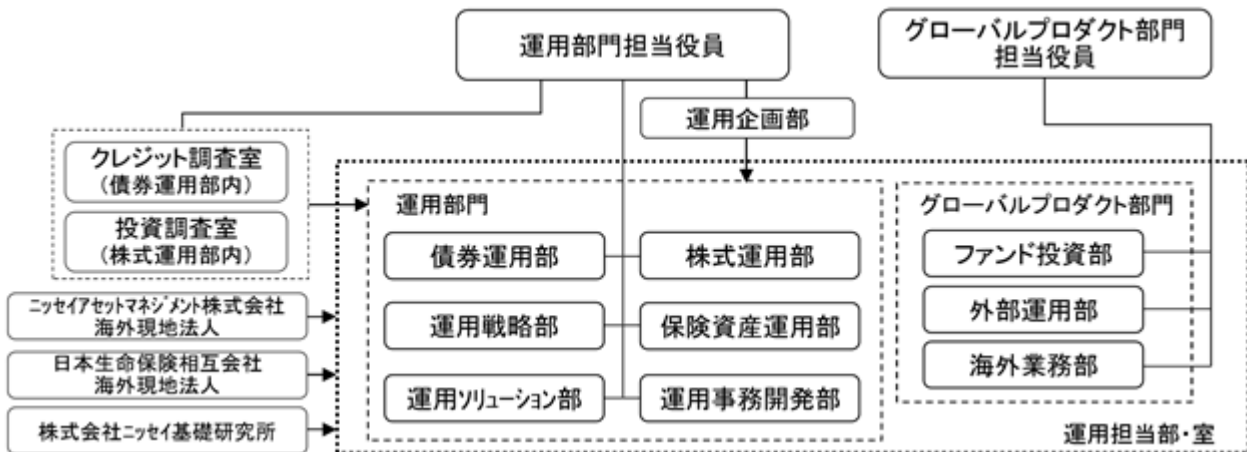 運用部門担当役員
グローバルプロダクト部門
担当役員
運用企画部
クレジット調査室
(債券運用部内)
投資調査室
(株式運用部内)
運用部門
債券運用部
株式運用部
運用戦略部
保険資産運用部
運用ソリューション部
運用事務開発部
グローバルプロダクト部門
ファンド投資部
外部運用部
海外業務部
ニッセイアセットマネジメント株式会社
海外現地法人
日本生命保険相互会社
海外現地法人
株式会社ニッセイ基礎研究所
運用担当部・室